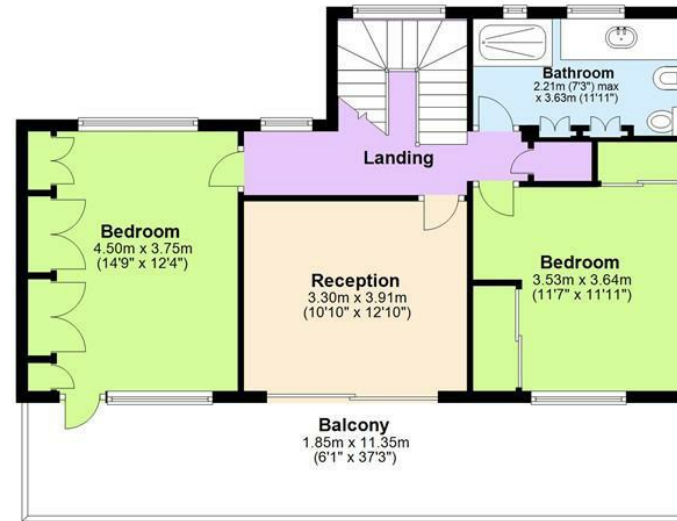 Bathroom
2.21m (7'3") max
x 3.63m (11'11")
Landing
Bedroom
4.50m x 3.75m
(14'9" x 12'4")
Reception
3.30m x 3.91m
(10'10" x 12'10")
Bedroom
3.53m x 3.64m
(11'7" x 11'11")
Balcony
1.85m x 11.35m
(6'1" x 37'3")